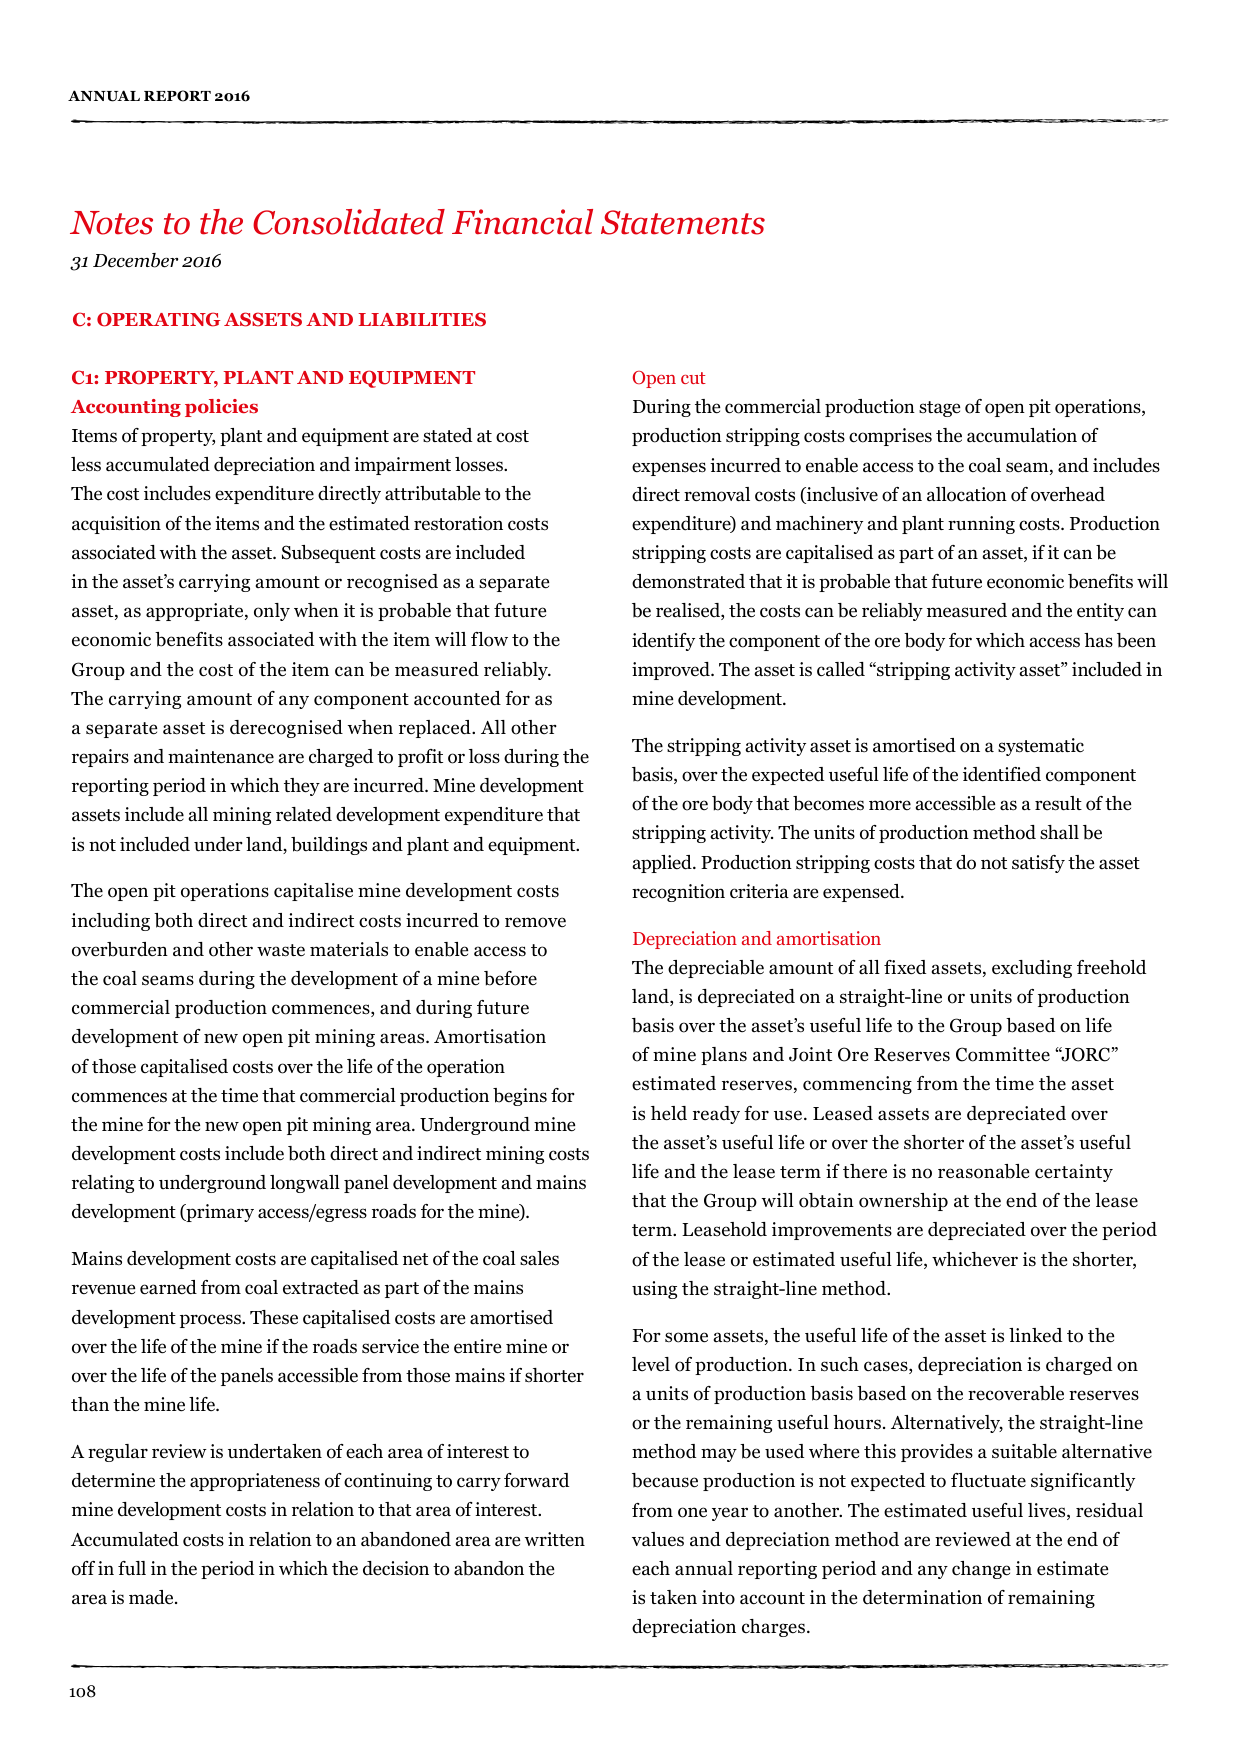 ANNUAL REPORT 2016
Notes to the Consolidated Financial Statements
31 December 2016
C: OPERATING ASSETS AND LIABILITIES
C1: PROPERTY, PLANT AND EQUIPMENT
Accounting policies
Items of property, plant and equipment are stated at cost
less accumulated depreciation and impairment losses.
The cost includes expenditure directly attributable to the
acquisition of the items and the estimated restoration costs
associated with the asset. Subsequent costs are included
in the asset’s carrying amount or recognised as a separate
asset, as appropriate, only when it is probable that future
economic benefits associated with the item will flow to the
Group and the cost of the item can be measured reliably.
The carrying amount of any component accounted for as
a separate asset is derecognised when replaced. All other
repairs and maintenance are charged to profit or loss during the
reporting period in which they are incurred. Mine development
assets include all mining related development expenditure that
is not included under land, buildings and plant and equipment.
The open pit operations capitalise mine development costs
including both direct and indirect costs incurred to remove
overburden and other waste materials to enable access to
the coal seams during the development of a mine before
commercial production commences, and during future
development of new open pit mining areas. Amortisation
of those capitalised costs over the life of the operation
commences at the time that commercial production begins for
the mine for the new open pit mining area. Underground mine
development costs include both direct and indirect mining costs
relating to underground longwall panel development and mains
development (primary access/egress roads for the mine).
Mains development costs are capitalised net of the coal sales
revenue earned from coal extracted as part of the mains
development process. These capitalised costs are amortised
over the life of the mine if the roads service the entire mine or
over the life of the panels accessible from those mains if shorter
than the mine life.
A regular review is undertaken of each area of interest to
determine the appropriateness of continuing to carry forward
mine development costs in relation to that area of interest.
Accumulated costs in relation to an abandoned area are written
off in full in the period in which the decision to abandon the
area is made.
Open cut
During the commercial production stage of open pit operations,
production stripping costs comprises the accumulation of
expenses incurred to enable access to the coal seam, and includes
direct removal costs (inclusive of an allocation of overhead
expenditure) and machinery and plant running costs. Production
stripping costs are capitalised as part of an asset, if it can be
demonstrated that it is probable that future economic benefits will
be realised, the costs can be reliably measured and the entity can
identify the component of the ore body for which access has been
improved. The asset is called “stripping activity asset” included in
mine development.
The stripping activity asset is amortised on a systematic
basis, over the expected useful life of the identified component
of the ore body that becomes more accessible as a result of the
stripping activity. The units of production method shall be
applied. Production stripping costs that do not satisfy the asset
recognition criteria are expensed.
Depreciation and amortisation
The depreciable amount of all fixed assets, excluding freehold
land, is depreciated on a straight-line or units of production
basis over the asset’s useful life to the Group based on life
of mine plans and Joint Ore Reserves Committee “JORC”
estimated reserves, commencing from the time the asset
is held ready for use. Leased assets are depreciated over
the asset’s useful life or over the shorter of the asset’s useful
life and the lease term if there is no reasonable certainty
that the Group will obtain ownership at the end of the lease
term. Leasehold improvements are depreciated over the period
of the lease or estimated useful life, whichever is the shorter,
using the straight-line method.
For some assets, the useful life of the asset is linked to the
level of production. In such cases, depreciation is charged on
a units of production basis based on the recoverable reserves
or the remaining useful hours. Alternatively, the straight-line
method may be used where this provides a suitable alternative
because production is not expected to fluctuate significantly
from one year to another. The estimated useful lives, residual
values and depreciation method are reviewed at the end of
each annual reporting period and any change in estimate
is taken into account in the determination of remaining
depreciation charges.
108